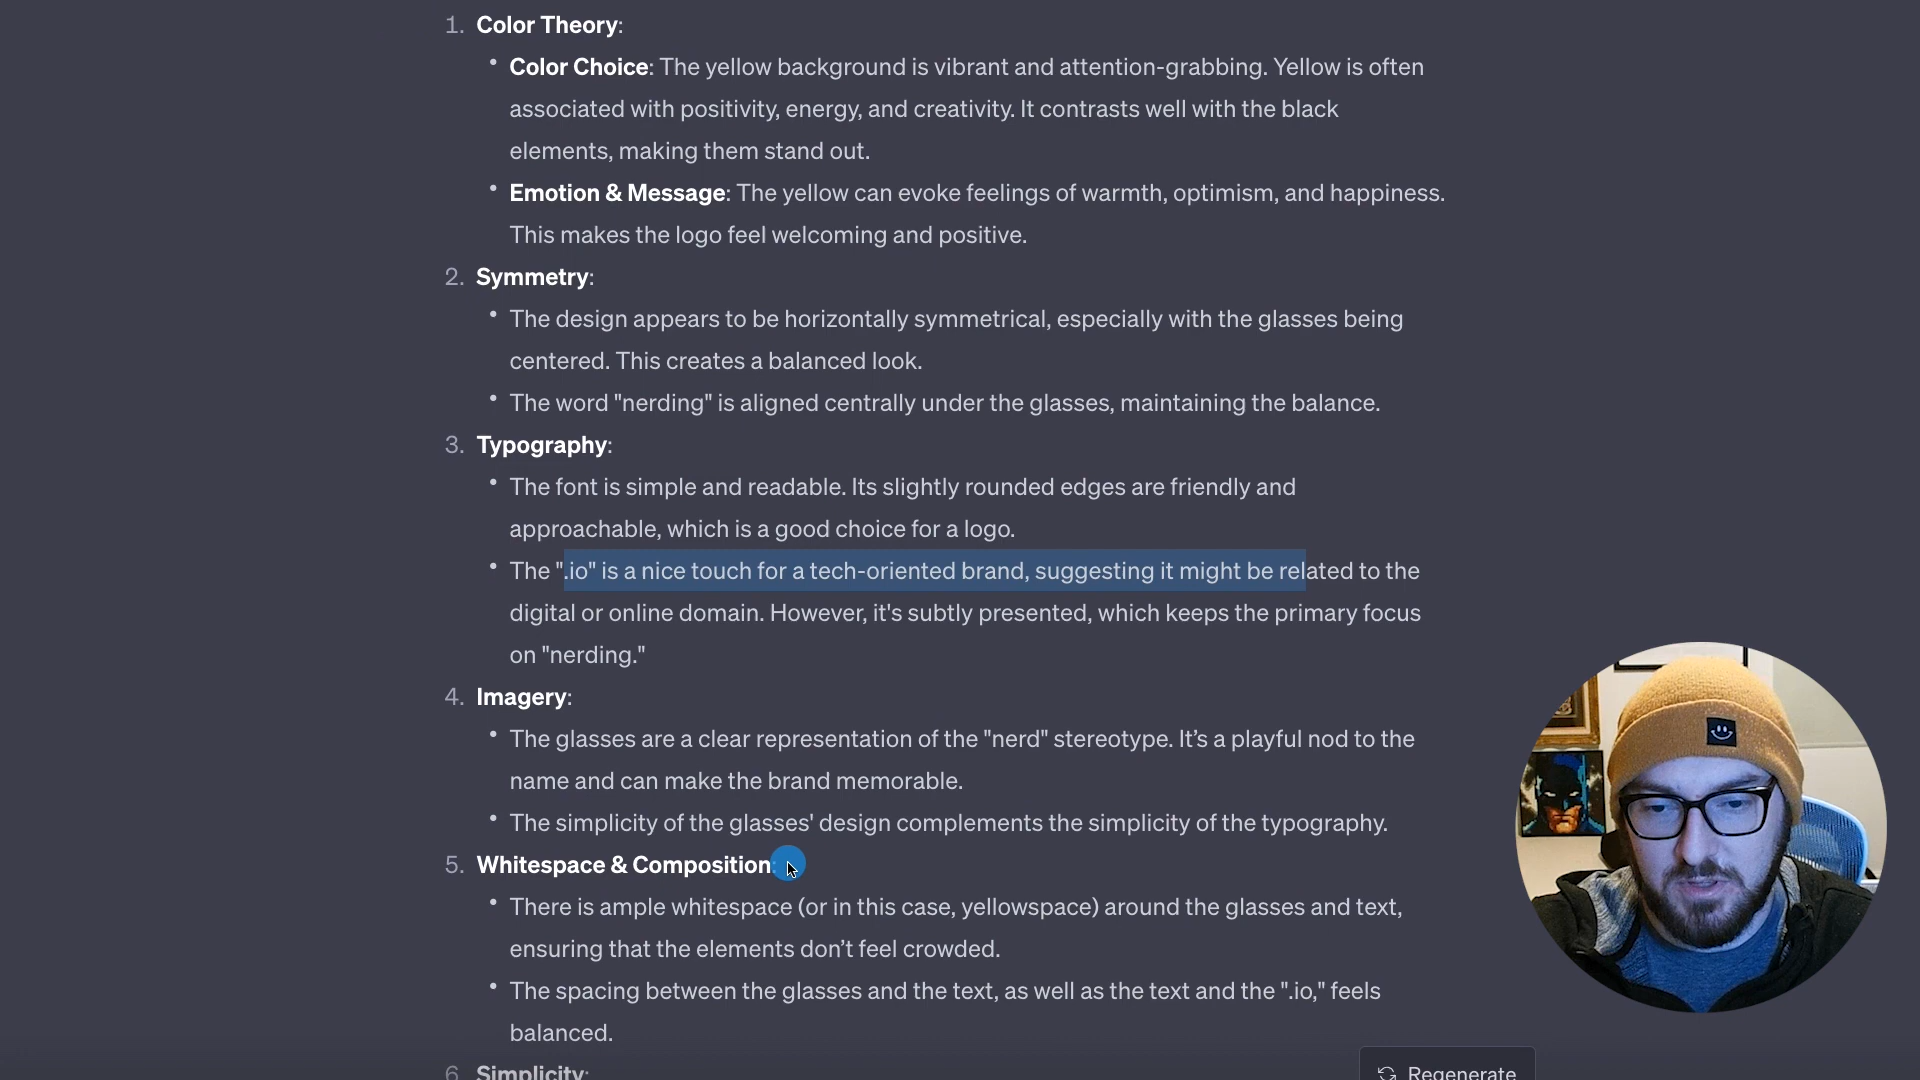 1. Color Theory:
• Color Choice: The yellow background is vibrant and attention-grabbing. Yellow is often
associated with positivity, energy, and creativity. It contrasts well with the black
elements, making them stand out.
• Emotion & Message: The yellow can evoke feelings of warmth, optimism, and happiness.
This makes the logo feel welcoming and positive.
2. Symmetry:
• The design appears to be horizontally symmetrical, especially with the glasses being
centered. This creates a balanced look.
• The word "nerding" is aligned centrally under the glasses, maintaining the balance.
3. Typography:
• The font is simple and readable. Its slightly rounded edges are friendly and
approachable, which is a good choice for a logo.
• The ".io" is a nice touch for a tech-oriented brand, suggesting it might be related to the
digital or online domain. However, it's subtly presented, which keeps the primary focus
on "nerding."
4. Imagery:
• The glasses are a clear representation of the "nerd" stereotype. It’s a playful nod to the
name and can make the brand memorable.
• The simplicity of the glasses' design complements the simplicity of the typography.
5. Whitespace & Composition:
• There is ample whitespace (or in this case, yellowspace) around the glasses and text,
ensuring that the elements don’t feel crowded.
• The spacing between the glasses and the text, as well as the text and the ".io," feels
balanced.
6. Simplicity:
Regenerate